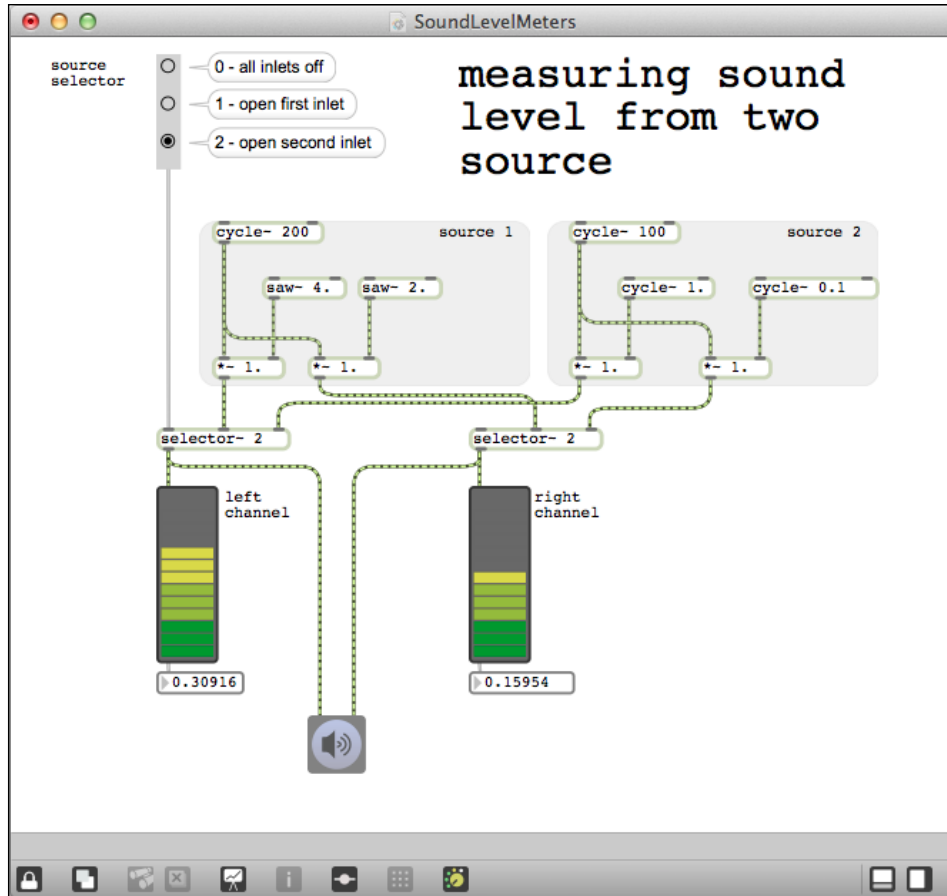 SoundLevelMeters
source
selector
0 - all inlets off
1 - open first inlet
2 - open second inlet
measuring sound
level from two
source
cycle~ 200
source 1
saw~ 4.
saw~ 2.
*~ 1.
*~ 1.
cycle~ 100
source 2
cycle~ 1.
cycle~ 0.1
*~ 1.
*~ 1.
selector~ 2
selector~ 2
left
channel
right
channel
0.30916
0.15954